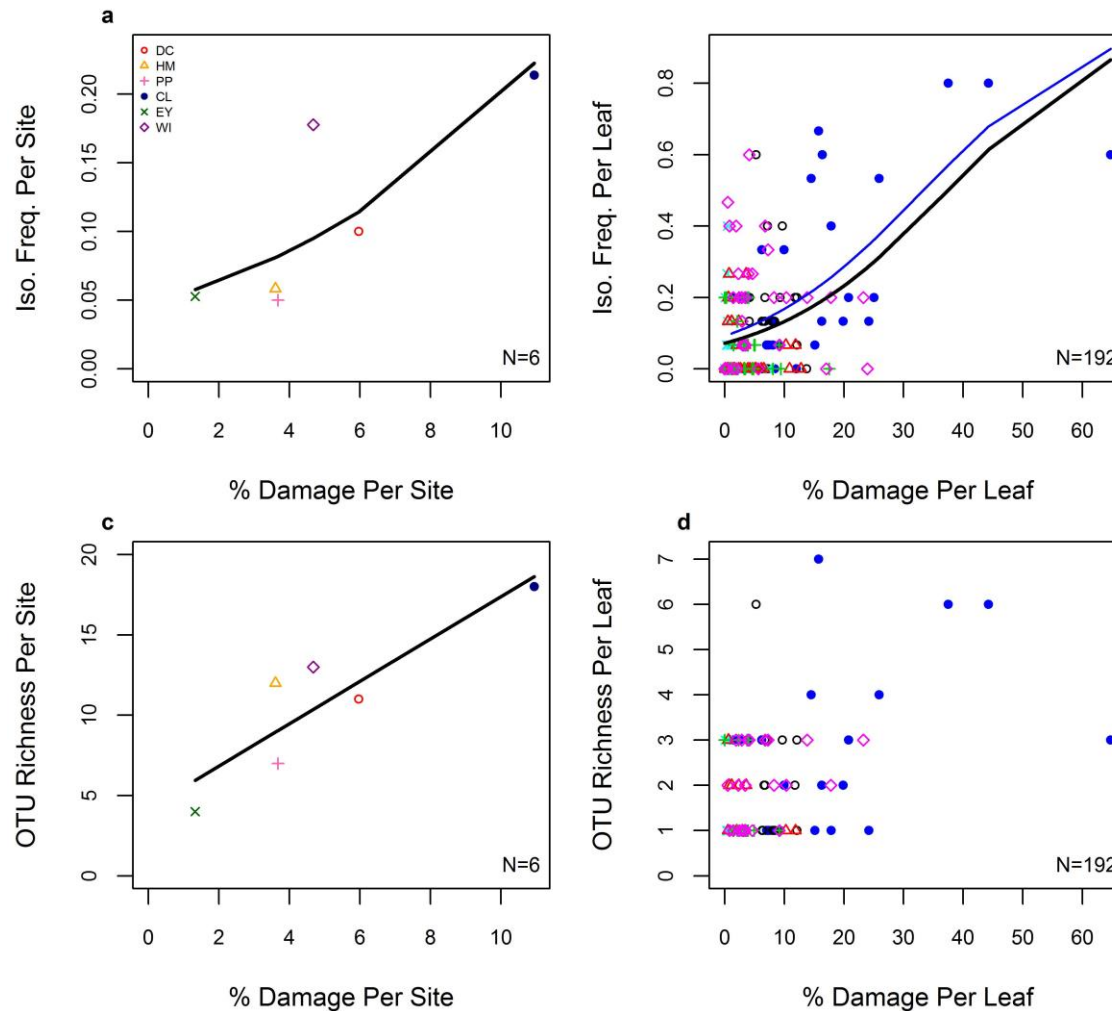 a
Iso. Freq. Per Site
0.20
0.15
0.10
0.05
0.00
DC
HM
PP
CL
EY
WI
N=6
0 2 4 6 8 10
% Damage Per Site
Iso. Freq. Per Leaf
0.8
0.6
0.4
0.2
0.0
N=192
0 10 20 30 40 50 60
% Damage Per Leaf
c
OTU Richness Per Site
20
15
10
5
0
N=6
0 2 4 6 8 10
% Damage Per Site
d
OTU Richness Per Leaf
7
6
5
4
3
2
1
0
N=192
0 10 20 30 40 50 60
% Damage Per Leaf